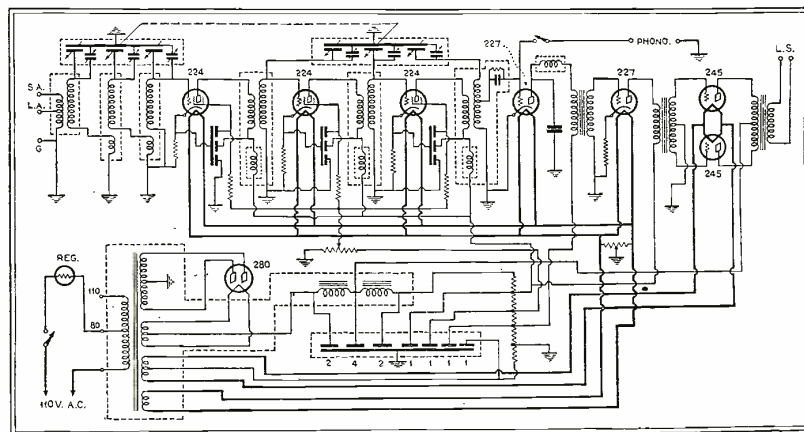 224
224
224
227
PHONO.
L.S.
S.A.
L.A.
G
227
245
245
REG.
110
80
280
110V. A.C.
2 4 2 1 1 1 1